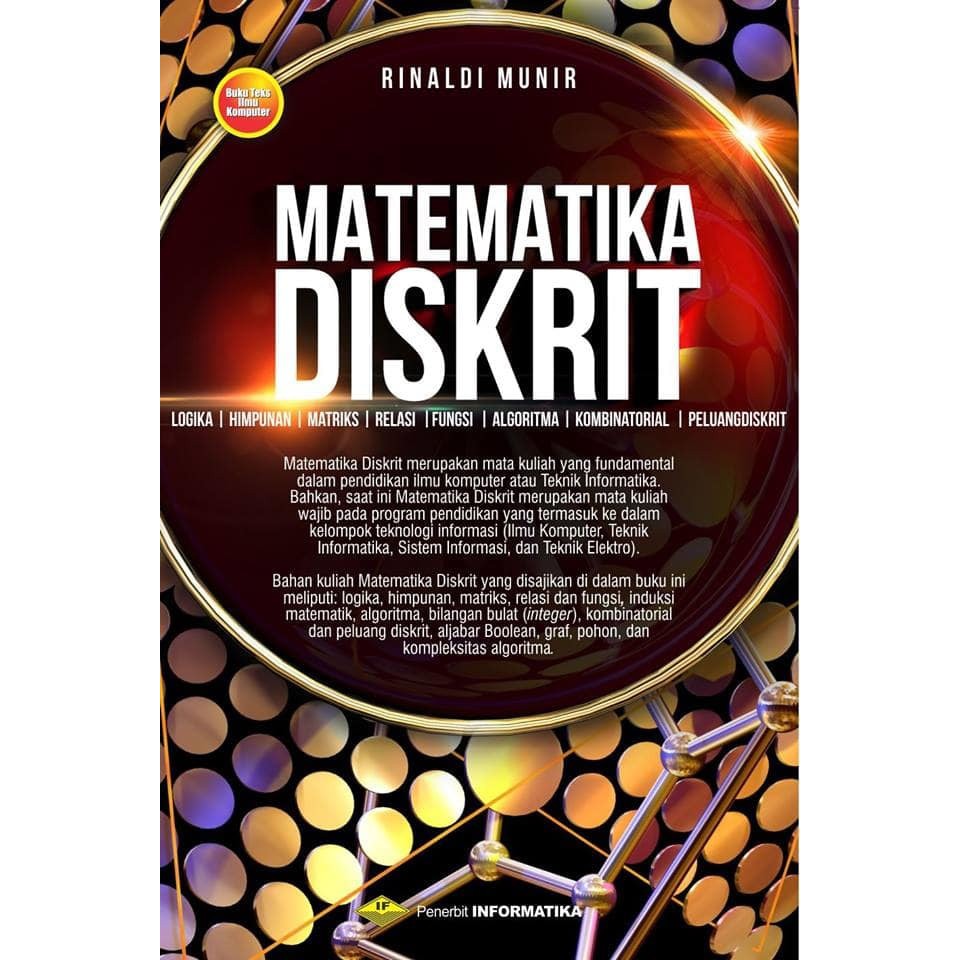 RINALDI MUNIR
Buku Teks
Ilmu
Komputer
MATEMATIKA
DISKRIT
LOGIKA | HIMPUNAN | MATRIKS | RELASI | FUNGSI | ALGORITMA | KOMBINATORIAL | PELUANGDISKRIT
Matematika Diskrit merupakan mata kuliah yang fundamental
dalam pendidikan ilmu komputer atau Teknik Informatika.
Bahkan, saat ini Matematika Diskrit merupakan mata kuliah
wajib pada program pendidikan yang termasuk ke dalam
kelompok teknologi informasi (Ilmu Komputer, Teknik
Informatika, Sistem Informasi, dan Teknik Elektro).
Bahan kuliah Matematika Diskrit yang disajikan di dalam buku ini
meliputi: logika, himpunan, matriks, relasi dan fungsi, induksi
matematik, algoritma, bilangan bulat (integer), kombinatorial
dan peluang diskrit, aljabar Boolean, graf, pohon, dan
kompleksitas algoritma.
IF Penerbit INFORMATIKA